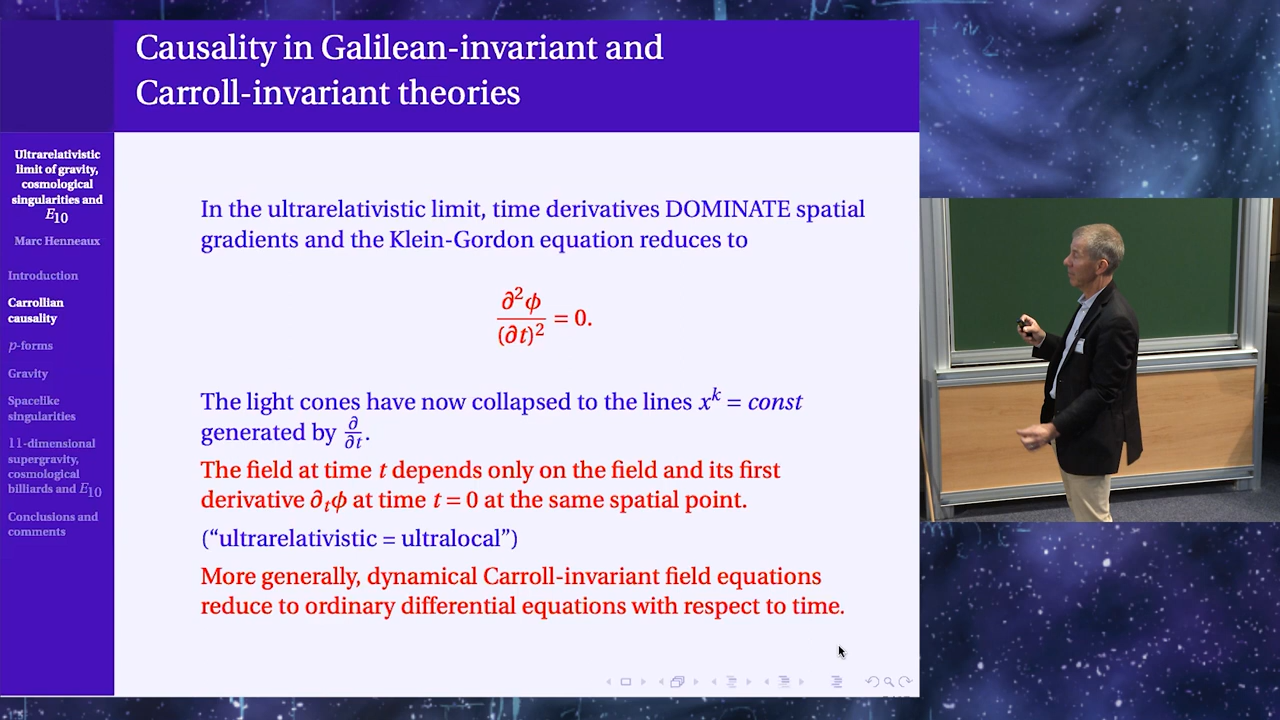 Causality in Galilean-invariant and
Carroll-invariant theories
Ultrarelativistic
limit of gravity,
cosmological
singularities and
E10
Marc Henneaux
Introduction
Carrollian
causality
p-forms
Gravity
Spacelike
singularities
11-dimensional
supergravity,
cosmological
billiards and E10
Conclusions and
comments
In the ultrarelativistic limit, time derivatives DOMINATE spatial
gradients and the Klein-Gordon equation reduces to
∂²ϕ/(∂t)² = 0.
The light cones have now collapsed to the lines xᵏ = const
generated by ∂/∂t.
The field at time t depends only on the field and its first
derivative ∂ₜϕ at time t = 0 at the same spatial point.
(“ultrarelativistic = ultralocal”)
More generally, dynamical Carroll-invariant field equations
reduce to ordinary differential equations with respect to time.